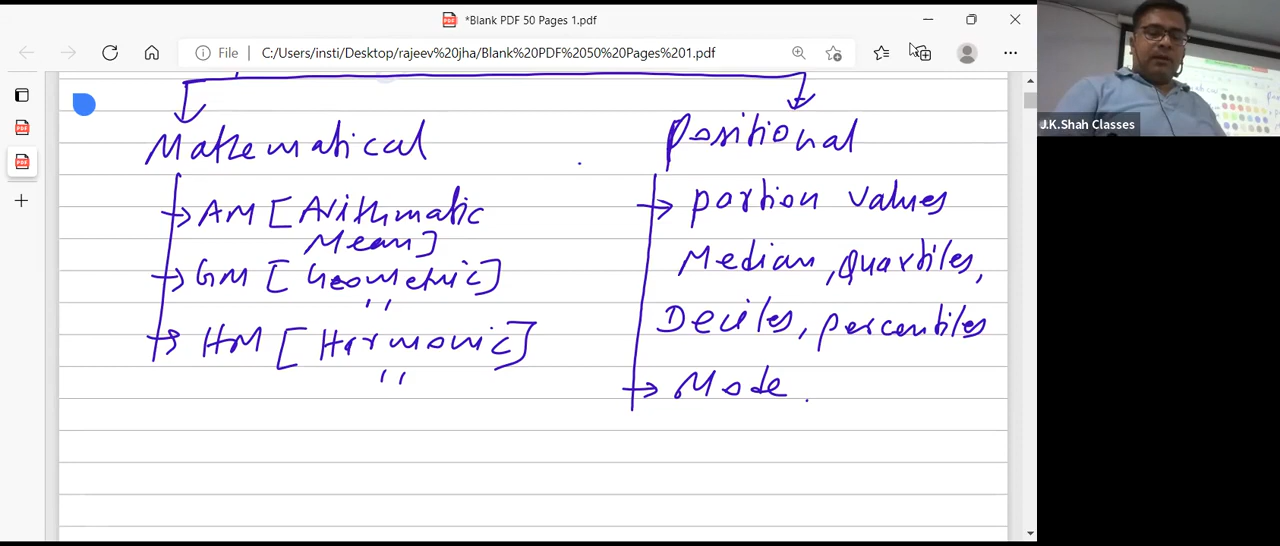 *Blank PDF 50 Pages 1.pdf
File
C:/Users/insti/Desktop/rajeev%20jha/Blank%20PDF%2050%20Pages%201.pdf
J.K.Shah Classes
Mathematical
AM [Arithmatic
Mean]
GM [Geometric]
"
HM [Harmonic]
"
Positional
portion values
Median, Quartiles,
Deciles, percentiles
Mode.